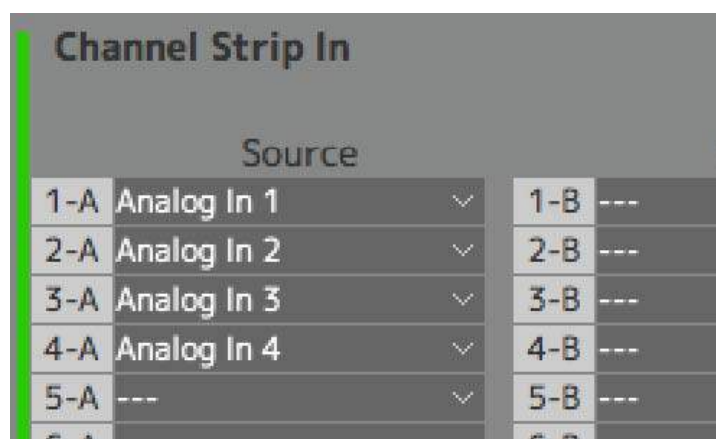 Channel Strip In
Source
1-A Analog In 1 1-B ---
2-A Analog In 2 2-B ---
3-A Analog In 3 3-B ---
4-A Analog In 4 4-B ---
5-A --- 5-B ---